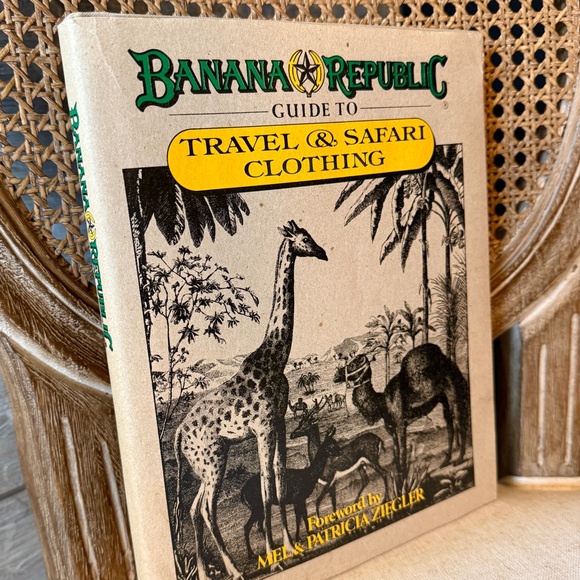 BANANA REPUBLIC
®
GUIDE TO
TRAVEL & SAFARI
CLOTHING
Foreword by
MEL & PATRICIA ZIEGLER
BANANA REPUBLIC